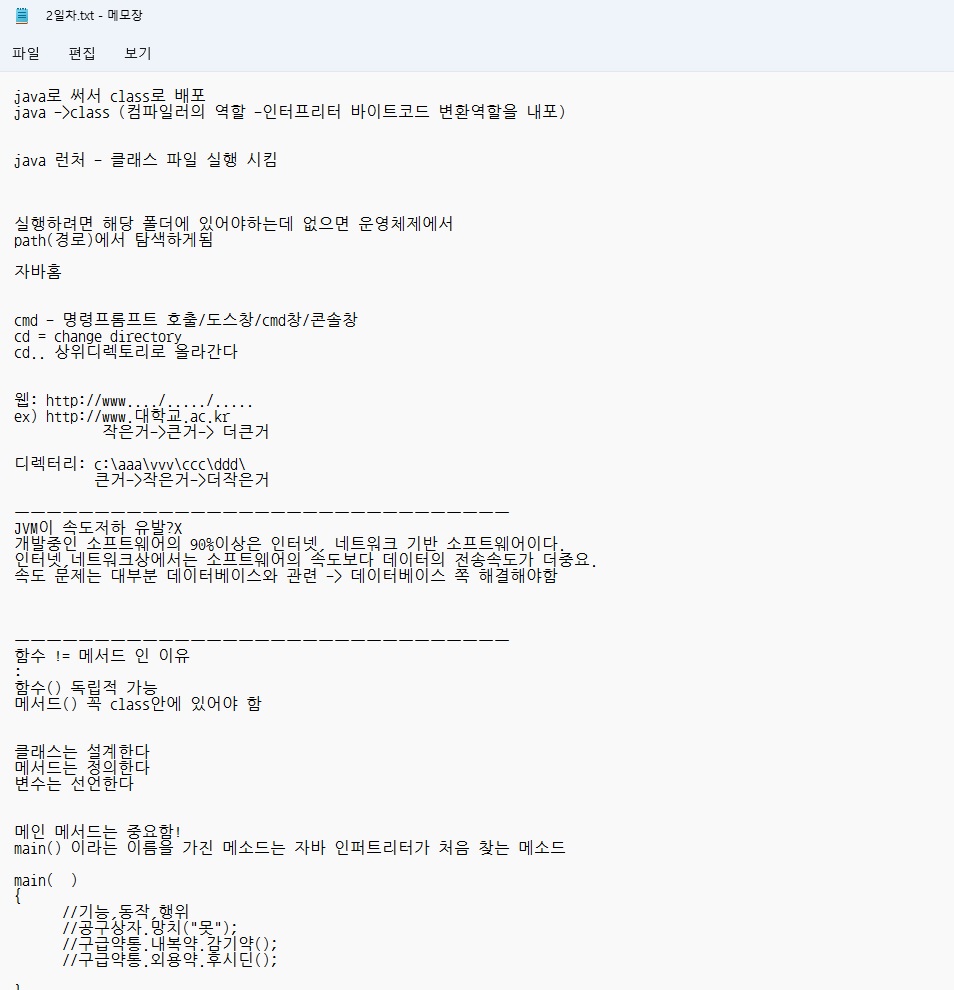 2일차.txt - 메모장
파일 편집 보기
java로 써서 class로 배포
java ->class (컴파일러의 역할 -인터프리터 바이트코드 변환역할을 내포)
java 런처 - 클래스 파일 실행 시킴
실행하려면 해당 폴더에 있어야하는데 없으면 운영체제에서
path(경로)에서 탐색하게됨
자바홈
cmd - 명령프롬프트 호출/도스창/cmd창/콘솔창
cd = change directory
cd.. 상위디렉토리로 올라간다
웹: http://www..../...../.....
ex) http://www.대학교.ac.kr
작은거->큰거-> 더큰거
디렉터리: c:\aaa\vvv\ccc\ddd\
큰거->작은거->더작은거
ㅡㅡㅡㅡㅡㅡㅡㅡㅡㅡㅡㅡㅡㅡㅡㅡㅡㅡㅡㅡㅡㅡㅡㅡㅡㅡㅡㅡㅡㅡㅡ
JVM이 속도저하 유발?X
개발중인 소프트웨어의 90%이상은 인터넷, 네트워크 기반 소프트웨어이다.
인터넷,네트워크상에서는 소프트웨어의 속도보다 데이터의 전송속도가 더중요.
속도 문제는 대부분 데이터베이스와 관련 -> 데이터베이스 쪽 해결해야함
ㅡㅡㅡㅡㅡㅡㅡㅡㅡㅡㅡㅡㅡㅡㅡㅡㅡㅡㅡㅡㅡㅡㅡㅡㅡㅡㅡㅡㅡㅡㅡ
함수 != 메서드 인 이유
:
함수() 독립적 가능
메서드() 꼭 class안에 있어야 함
클래스는 설계한다
메서드는 정의한다
변수는 선언한다
메인 메서드는 중요함!
main() 이라는 이름을 가진 메소드는 자바 인퍼트리터가 처음 찾는 메소드
main(  )
{
//기능,동작,행위
//공구상자.망치("못");
//구급약통.내복약.감기약();
//구급약통.외용약.후시딘();
}